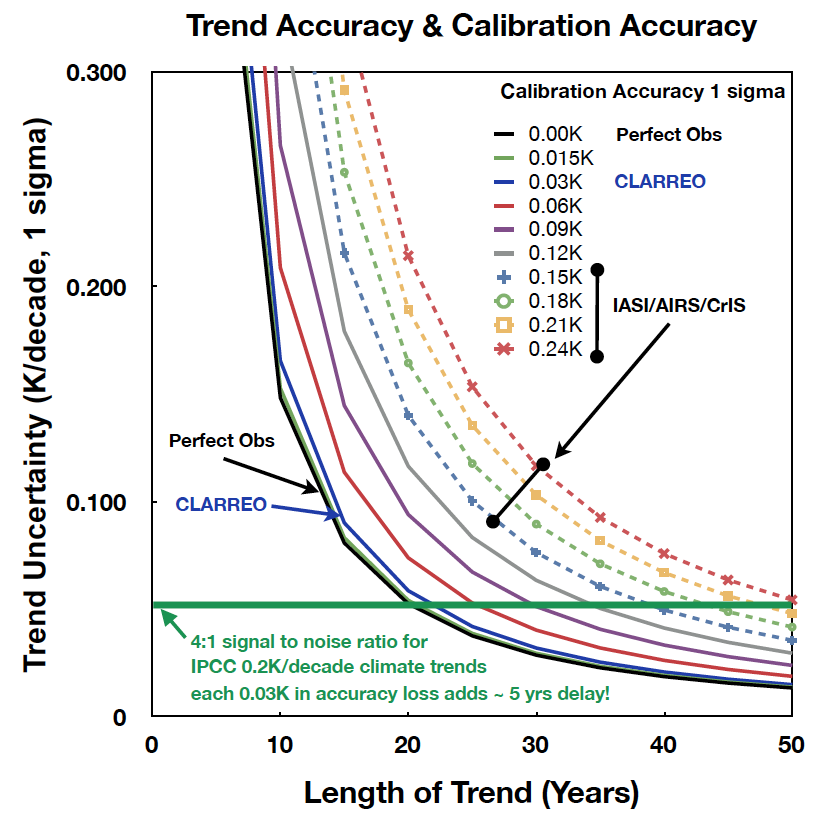 Trend Accuracy & Calibration Accuracy
Trend Uncertainty (K/decade, 1 sigma)
0.300
0.200
0.100
0
Calibration Accuracy 1 sigma
0.00K Perfect Obs
0.015K
0.03K CLARREO
0.06K
0.09K
0.12K
0.15K
0.18K IASI/AIRS/CrIS
0.21K
0.24K
Perfect Obs
CLARREO
4:1 signal to noise ratio for
IPCC 0.2K/decade climate trends
each 0.03K in accuracy loss adds ~ 5 yrs delay!
0 10 20 30 40 50
Length of Trend (Years)